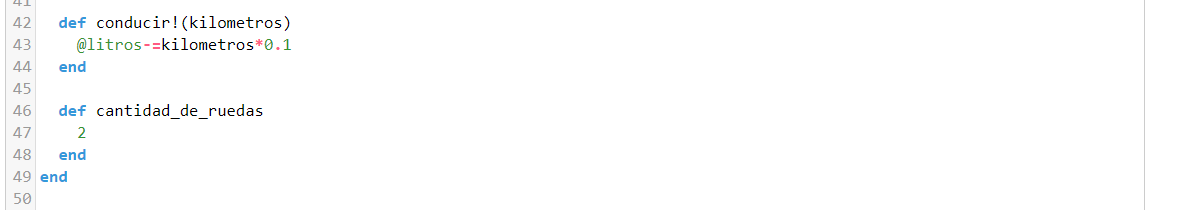 41
42 def conducir!(kilometros)
43 @litros-=kilometros*0.1
44 end
45
46 def cantidad_de_ruedas
47 2
48 end
49 end
50